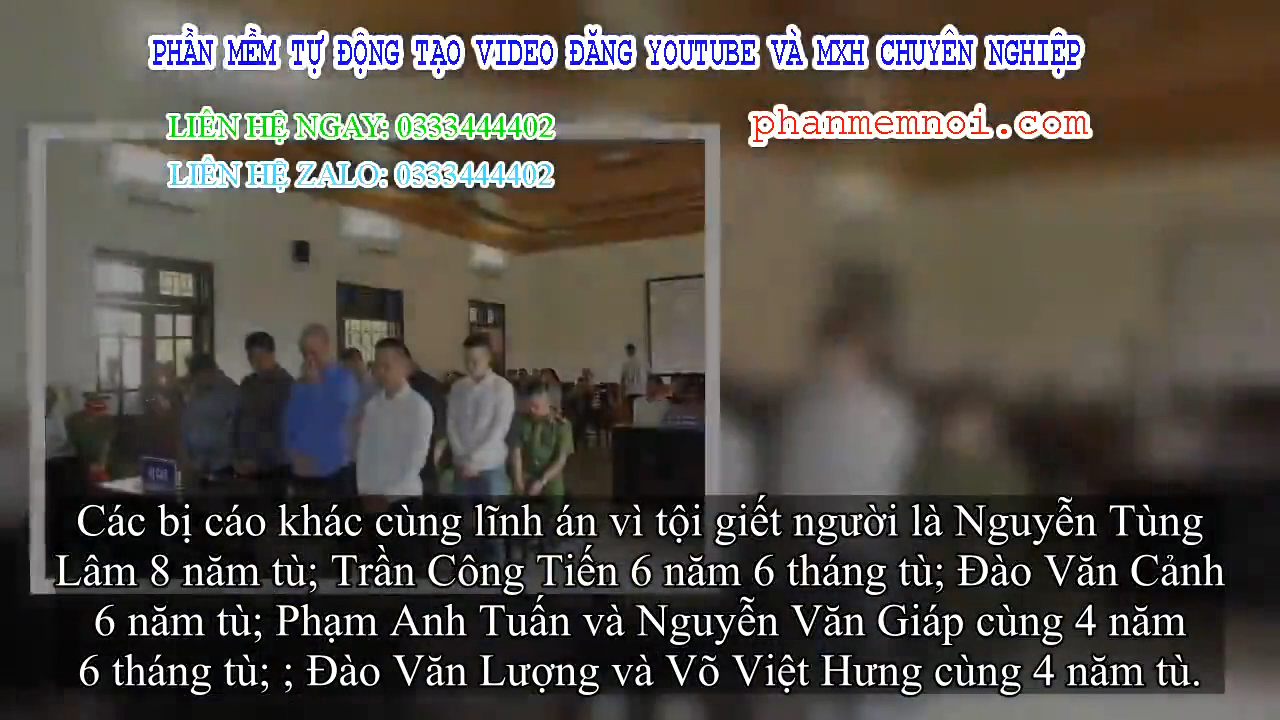 PHẦN MỀM TỰ ĐỘNG TẠO VIDEO ĐĂNG YOUTUBE VÀ MXH CHUYÊN NGHIỆP
LIÊN HỆ NGAY: 0333444402
phanmemnoi.com
LIÊN HỆ ZALO: 0333444402
BỊ CÁO
Các bị cáo khác cùng lĩnh án vì tội giết người là Nguyễn Tùng
Lâm 8 năm tù; Trần Công Tiến 6 năm 6 tháng tù; Đào Văn Cảnh
6 năm tù; Phạm Anh Tuấn và Nguyễn Văn Giáp cùng 4 năm
6 tháng tù; ; Đào Văn Lượng và Võ Việt Hưng cùng 4 năm tù.